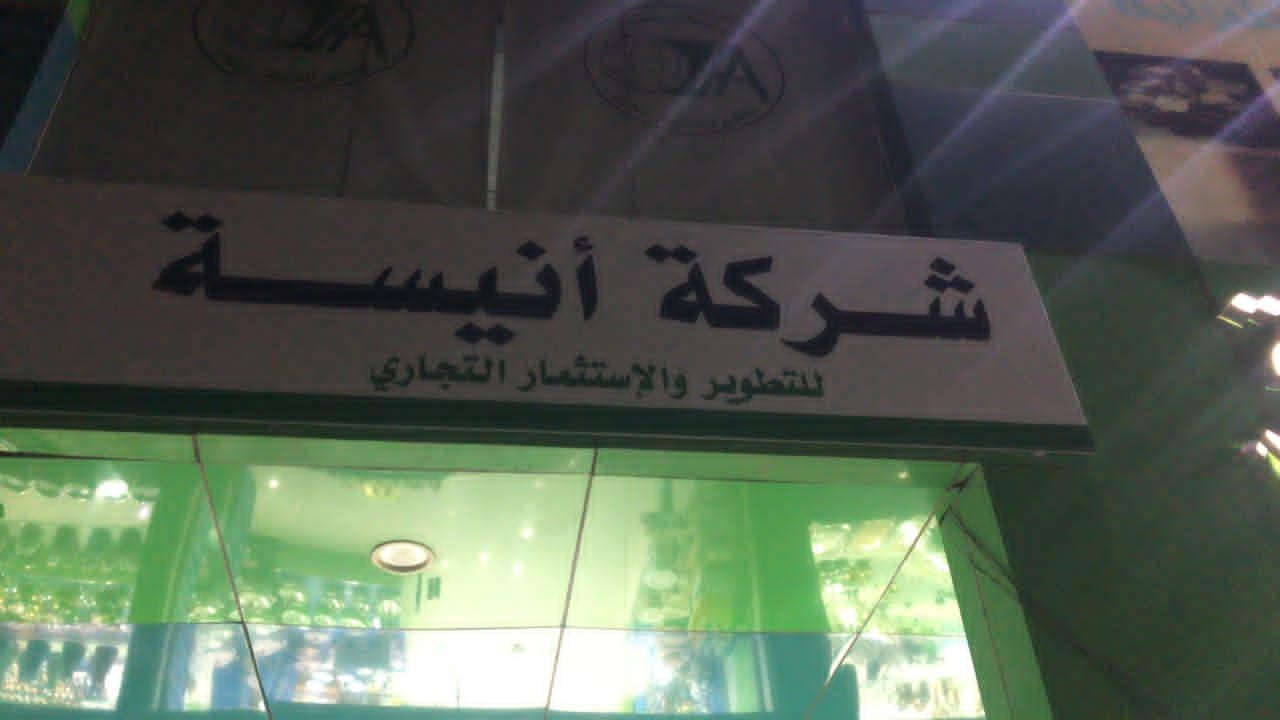 شركة أنيسة
للتطوير والإستثمار التجاري